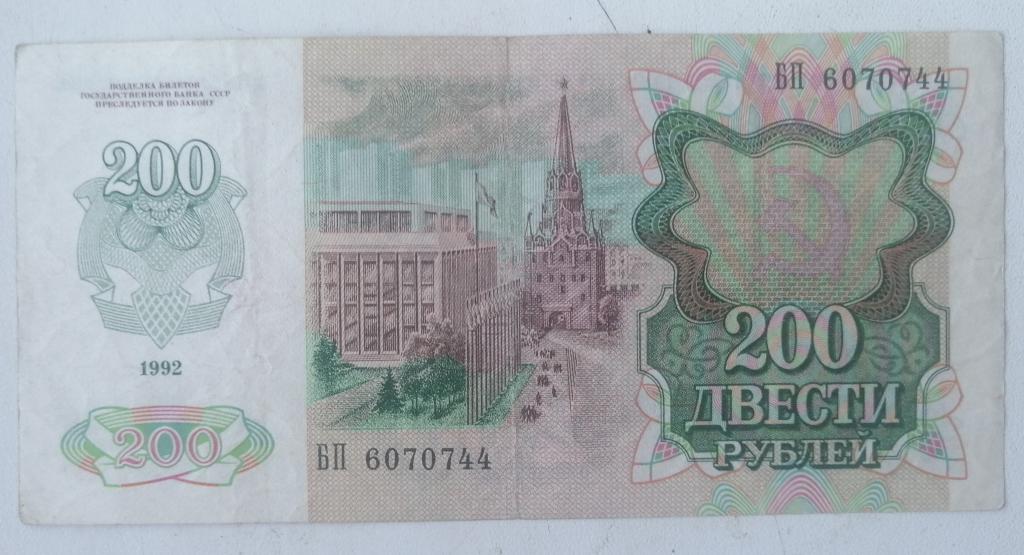 ПОДДЕЛКА БИЛЕТОВ
ГОСУДАРСТВЕННОГО БАНКА СССР
ПРЕСЛЕДУЕТСЯ ПО ЗАКОНУ
200
1992
200
БП 6070744
БП 6070744
200
ДВЕСТИ
РУБЛЕЙ